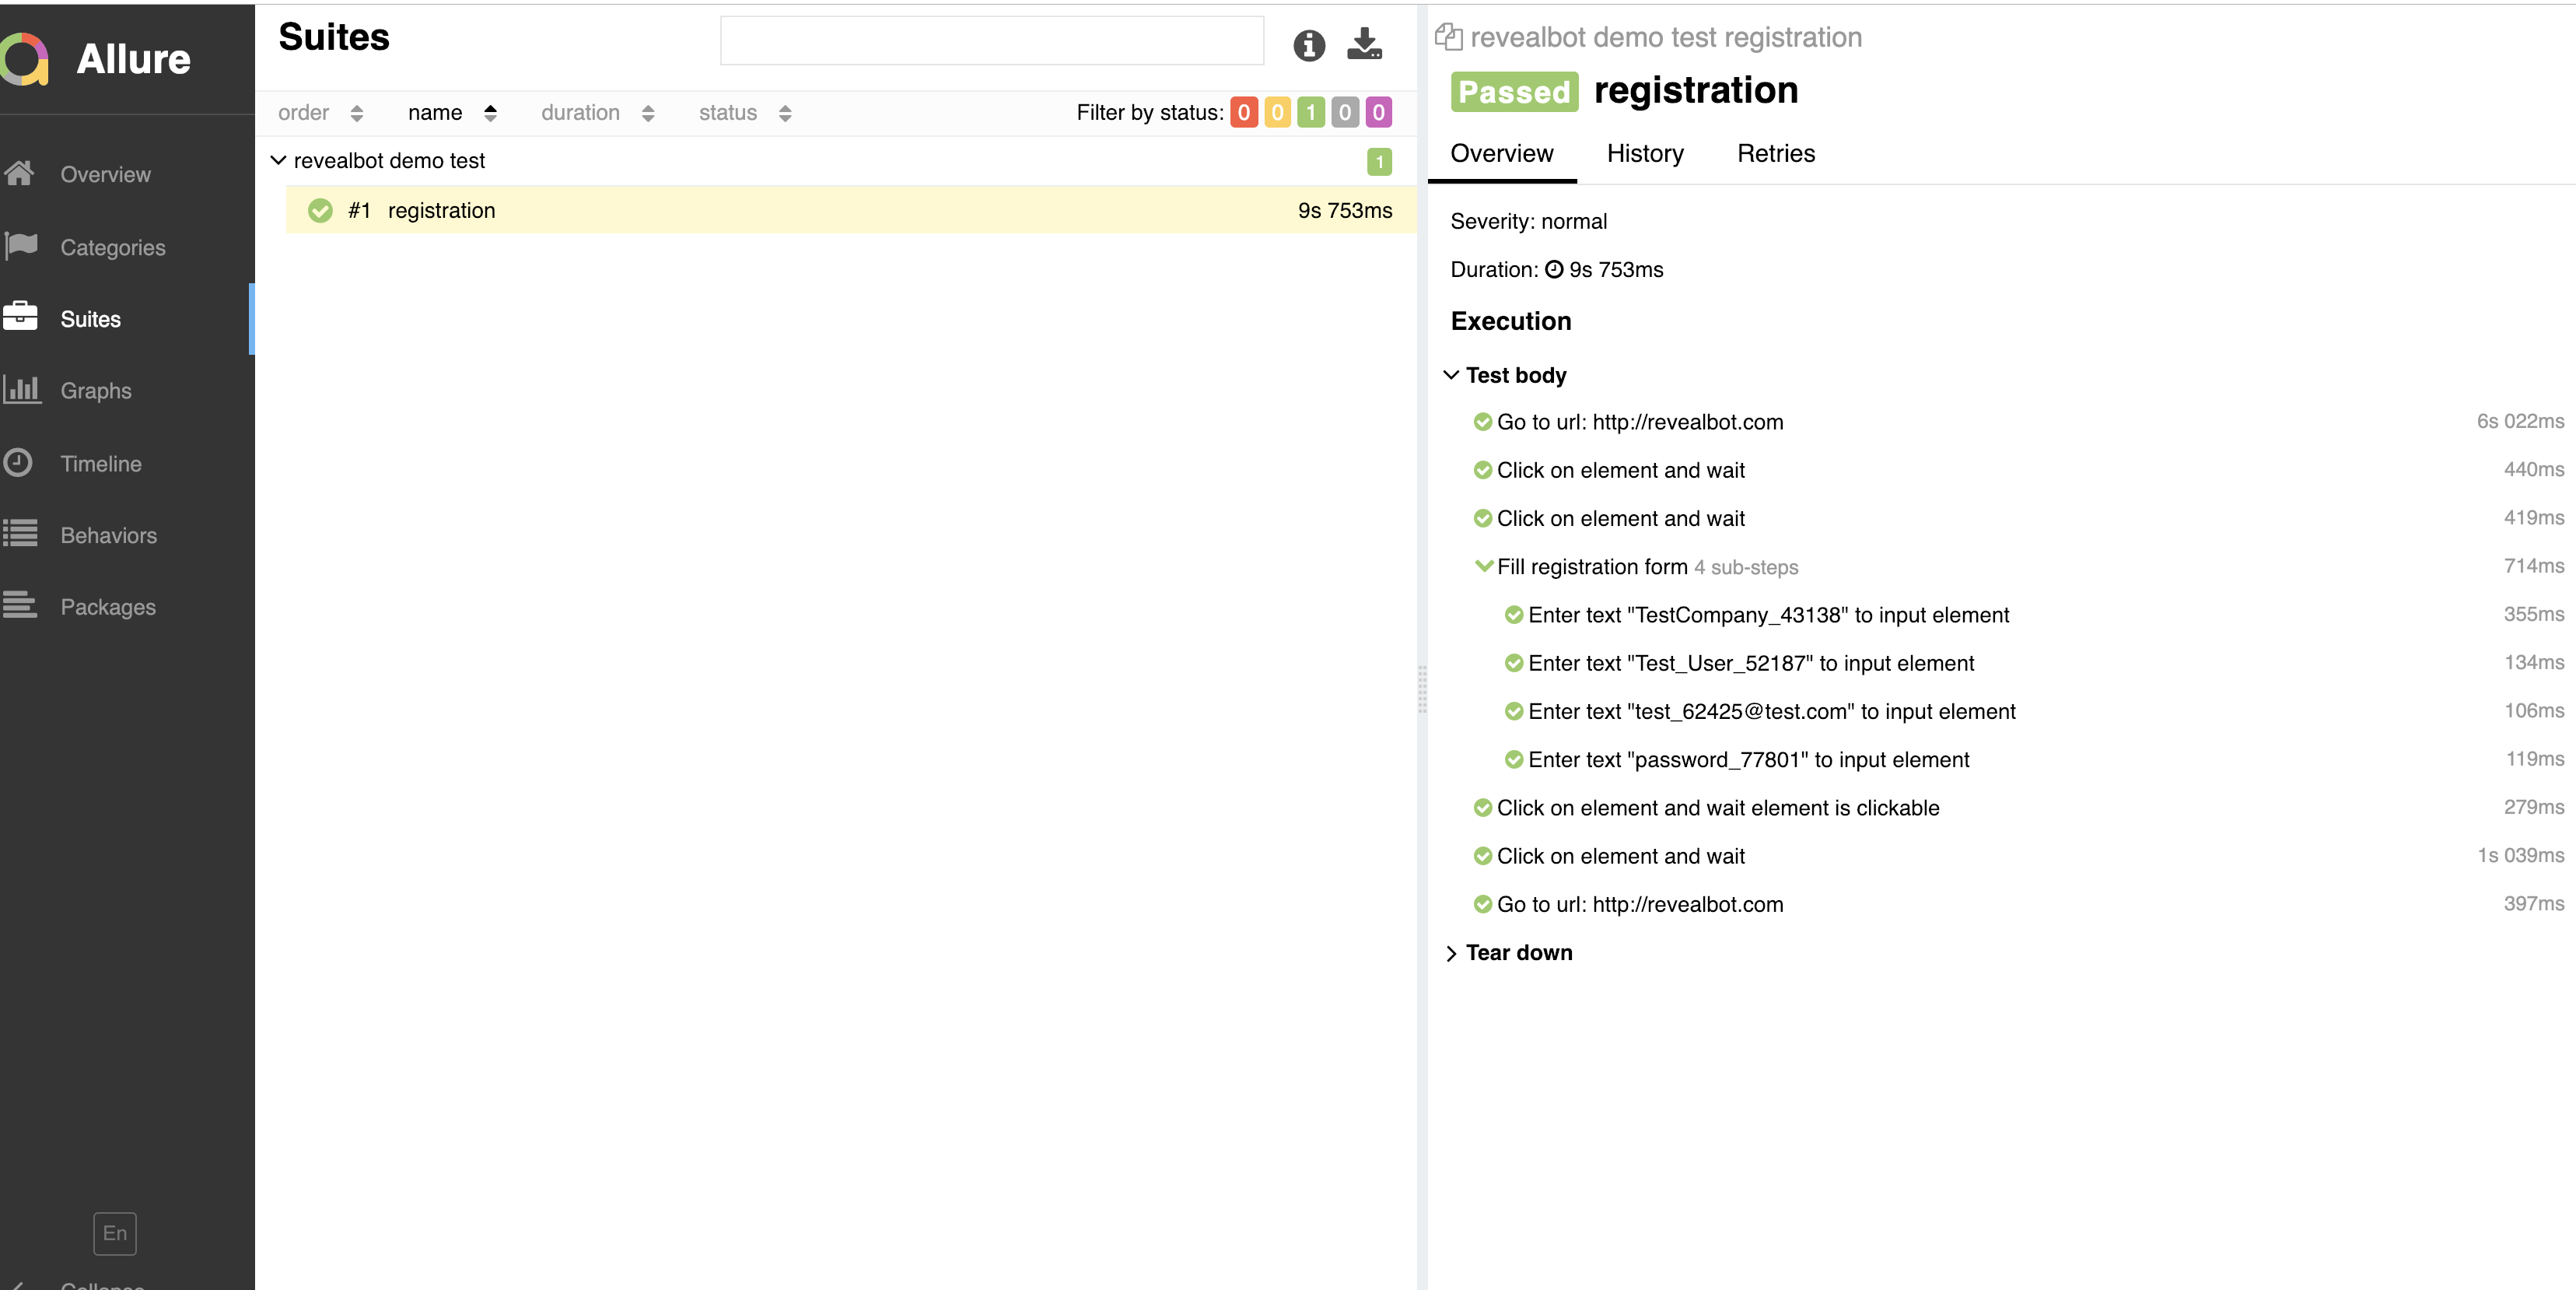 Allure
Overview
Categories
Suites
Graphs
Timeline
Behaviors
Packages
En
Collapse
Suites
order name duration status Filter by status: 0 0 1 0 0
revealbot demo test 1
#1 registration 9s 753ms
revealbot demo test registration
Passed registration
Overview History Retries
Severity: normal
Duration: 9s 753ms
Execution
Test body
Go to url: http://revealbot.com 6s 022ms
Click on element and wait 440ms
Click on element and wait 419ms
Fill registration form 4 sub-steps 714ms
Enter text "TestCompany_43138" to input element 355ms
Enter text "Test_User_52187" to input element 134ms
Enter text "test_62425@test.com" to input element 106ms
Enter text "password_77801" to input element 119ms
Click on element and wait element is clickable 279ms
Click on element and wait 1s 039ms
Go to url: http://revealbot.com 397ms
Tear down